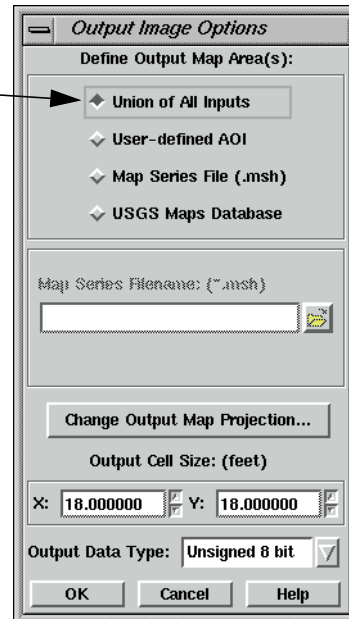 Output Image Options
Define Output Map Area(s):
Union of All Inputs
User-defined AOI
Map Series File (.msh)
USGS Maps Database
Map Series Filename: (*.msh)
Change Output Map Projection...
Output Cell Size: (feet)
X: 18.000000 Y: 18.000000
Output Data Type: Unsigned 8 bit
OK Cancel Help